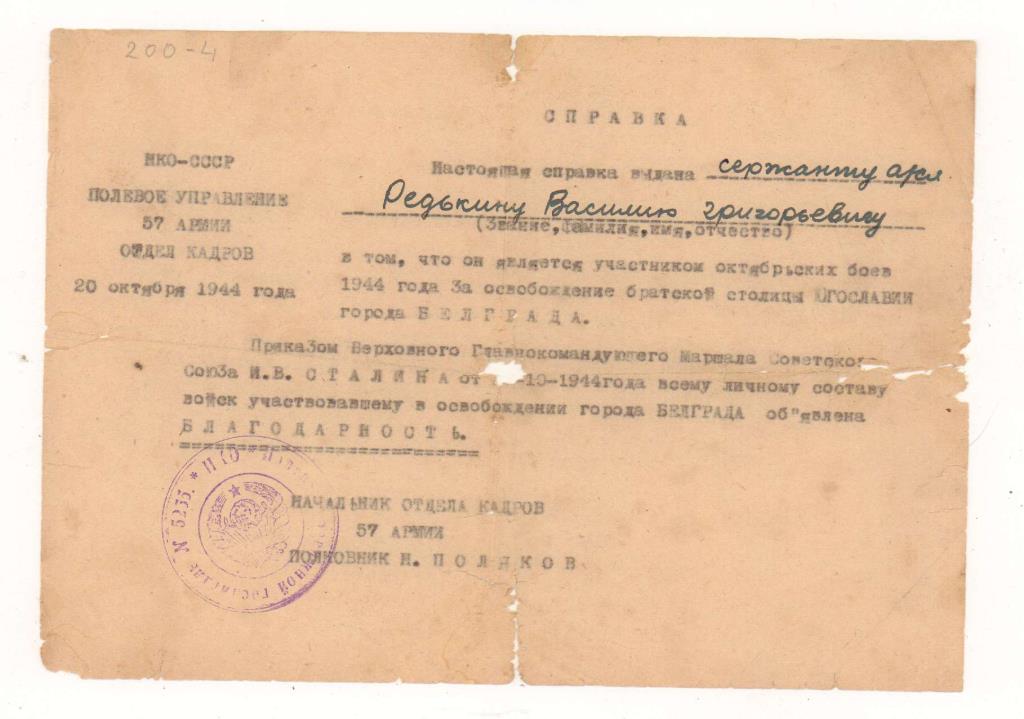 200-4
СПРАВКА
НКО-СССР
ПОЛЕВОЕ УПРАВЛЕНИЕ
57 АРМИИ
ОТДЕЛ КАДРОВ
20 октября 1944 года
Настоящая справка выдана сержанту
Редькину Василию Григорьевичу
(Звание, фамилия, имя, отчество)
в том, что он является участником октябрьских боев
1944 года За освобождение братской столицы ЮГОСЛАВИИ
города БЕЛГРАДА.
ПрикаЗом Верховного Главнокомандующего Маршала Советского
СоюЗа И.В. СТАЛИНА от -10-1944года всему личному составу
войск участвовавшему в освобождении города БЕЛГРАДА об"явлена
БЛАГОДАРНОСТЬ.
НАЧАЛЬНИК ОТДЕЛА КАДРОВ
57 АРМИИ
ПОЛКОВНИК Н. ПОЛЯКОВ
№ 5255 * НКО *